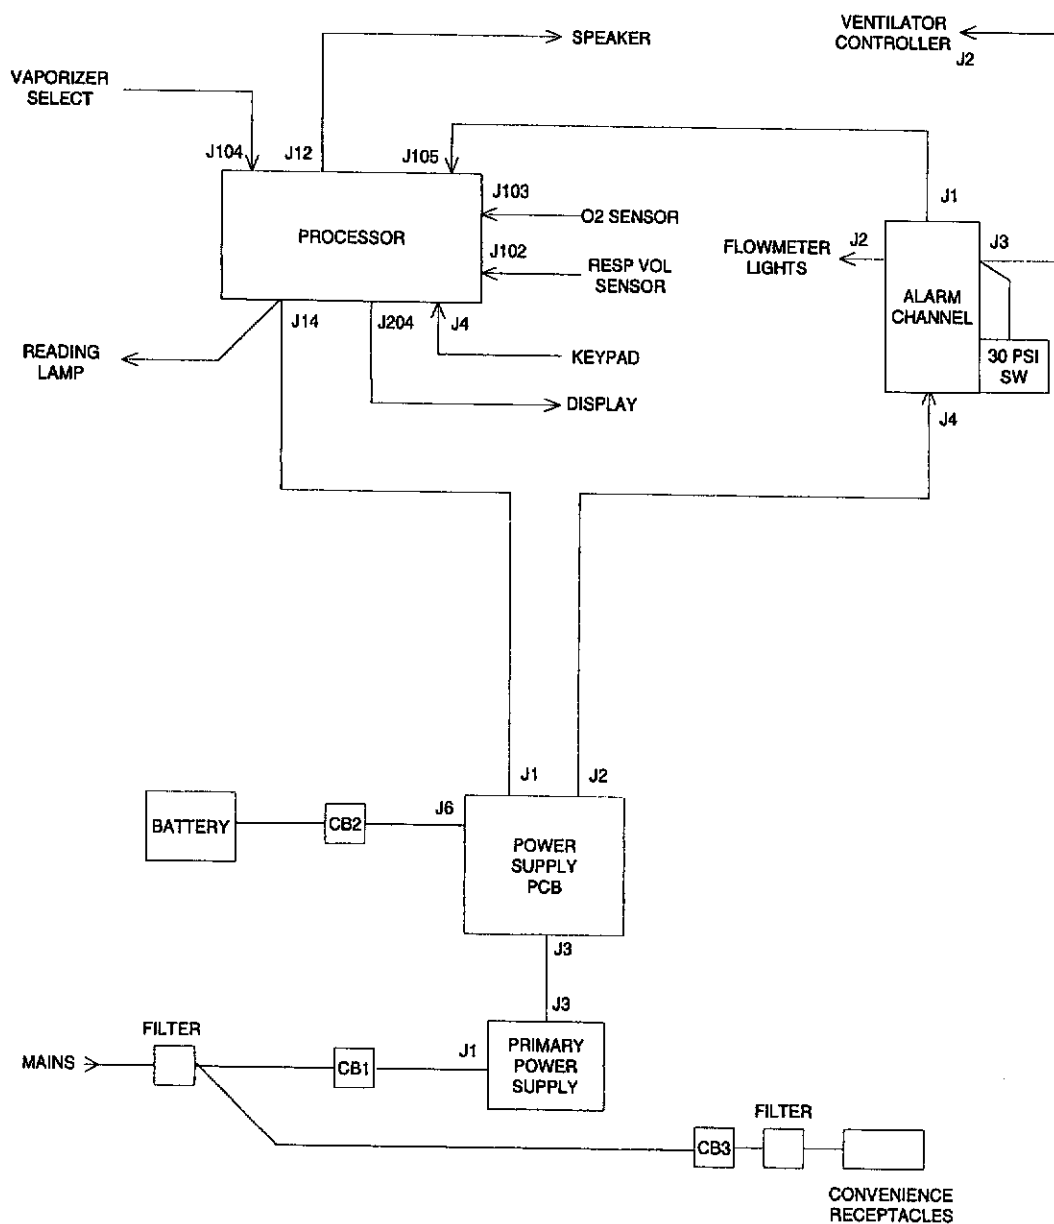 SPEAKER
VENTILATOR
CONTROLLER
J2
VAPORIZER
SELECT
J104
J12
J105
J103
J1
PROCESSOR
O2 SENSOR
J102
RESP VOL
SENSOR
FLOWMETER
LIGHTS
J2
J3
ALARM
CHANNEL
30 PSI
SW
J14
J204
J4
READING
LAMP
KEYPAD
DISPLAY
J4
J1
J2
J6
BATTERY
CB2
POWER
SUPPLY
PCB
J3
J3
FILTER
MAINS
CB1
J1
PRIMARY
POWER
SUPPLY
FILTER
CB3
CONVENIENCE
RECEPTACLES